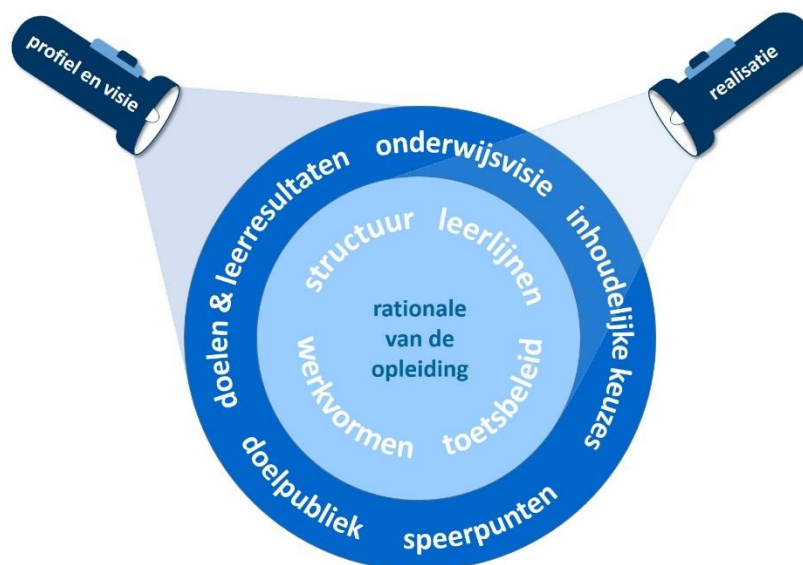 profiel en visie
realisatie
doelen & leerresultaten
onderwijsvisie
inhoudelijke keuzes
speerpunten
doelpubliek
structuur
leerlijnen
toetsbeleid
werkvormen
rationale
van de
opleiding